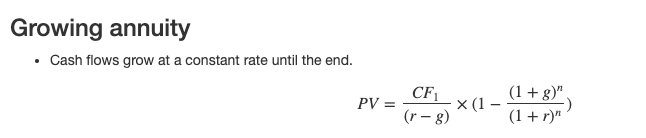 Growing annuity
• Cash flows grow at a constant rate until the end.
PV = CF₁ / (r − g) × (1 − (1 + g)ⁿ / (1 + r)ⁿ)